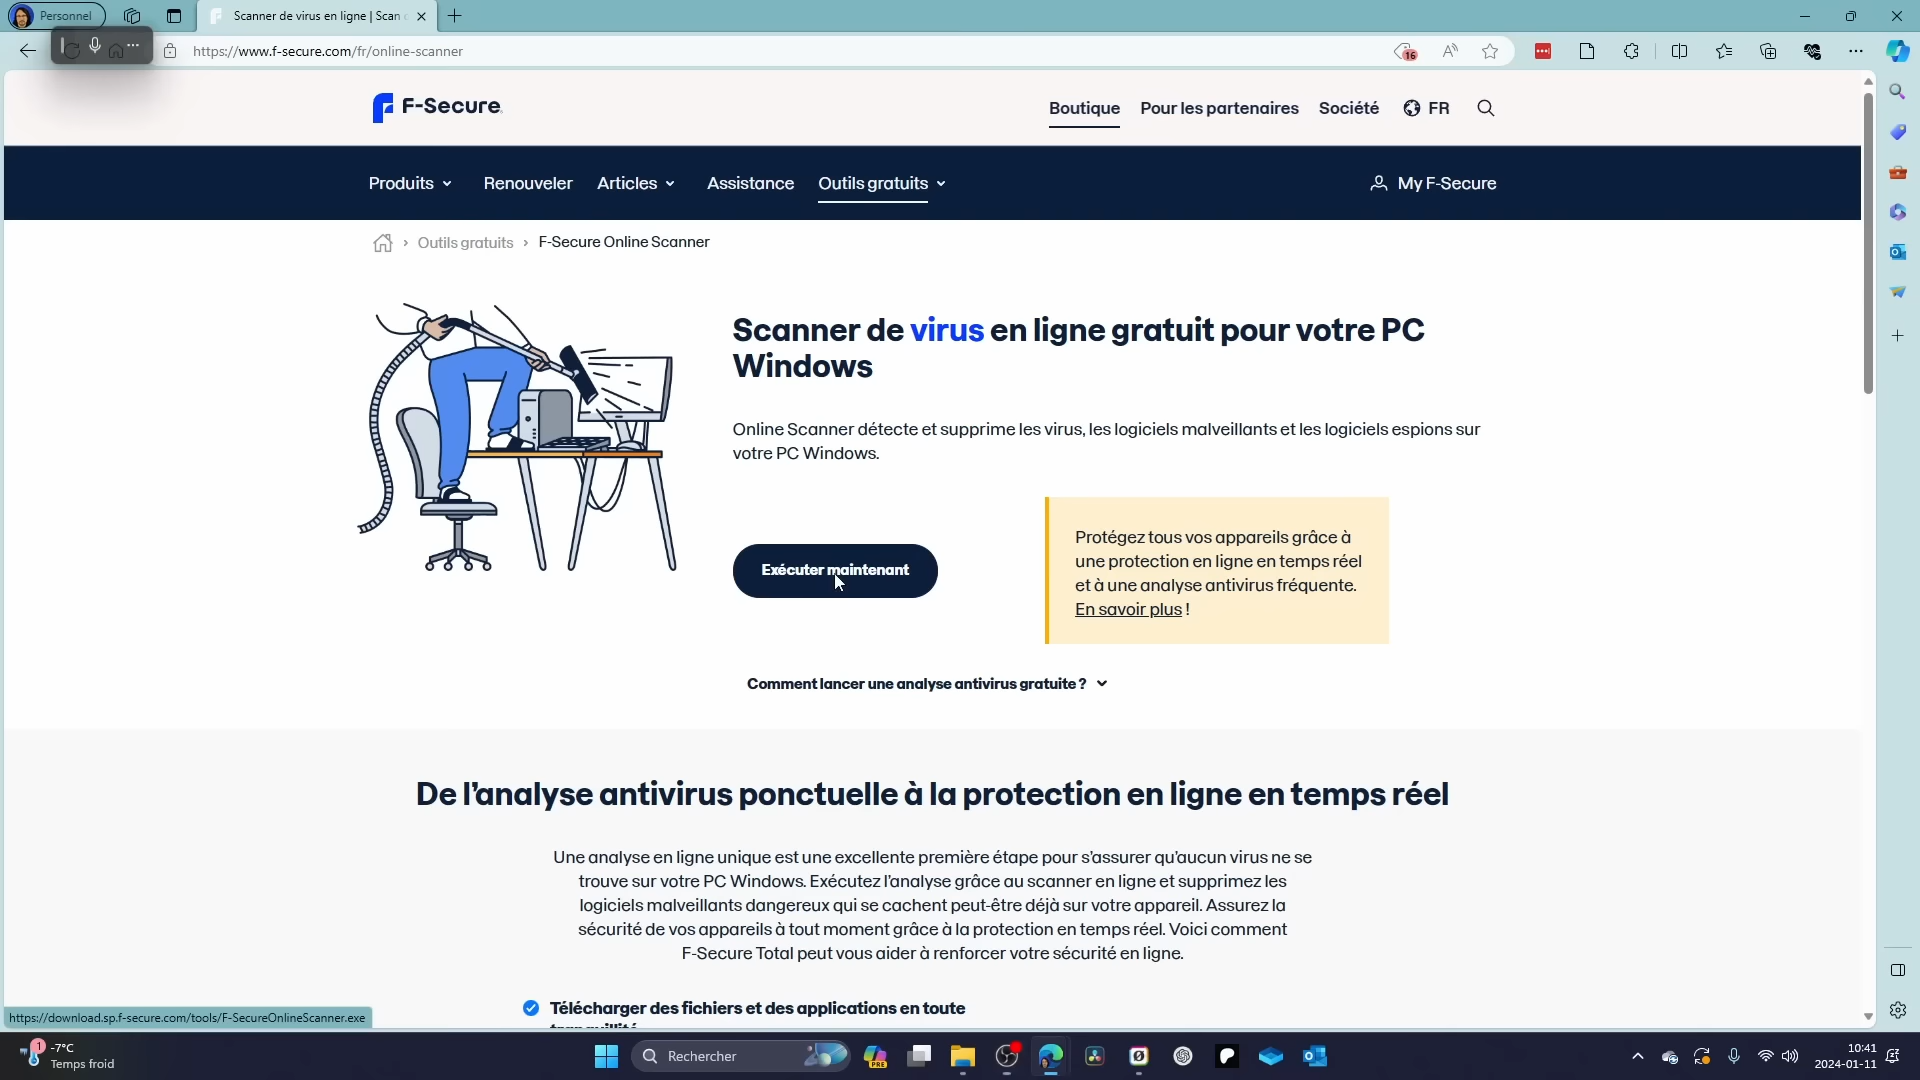 Personnel
Scanner de virus en ligne | Scan
https://www.f-secure.com/fr/online-scanner
16
F-Secure
Boutique
Pour les partenaires
Société
FR
Produits
Renouveler
Articles
Assistance
Outils gratuits
My F-Secure
Outils gratuits
F-Secure Online Scanner
Scanner de virus en ligne gratuit pour votre PC
Windows
Online Scanner détecte et supprime les virus, les logiciels malveillants et les logiciels espions sur
votre PC Windows.
Exécuter maintenant
Protégez tous vos appareils grâce à
une protection en ligne en temps réel
et à une analyse antivirus fréquente.
En savoir plus !
Comment lancer une analyse antivirus gratuite ?
De l'analyse antivirus ponctuelle à la protection en ligne en temps réel
Une analyse en ligne unique est une excellente première étape pour s'assurer qu'aucun virus ne se
trouve sur votre PC Windows. Exécutez l'analyse grâce au scanner en ligne et supprimez les
logiciels malveillants dangereux qui se cachent peut-être déjà sur votre appareil. Assurez la
sécurité de vos appareils à tout moment grâce à la protection en temps réel. Voici comment
F-Secure Total peut vous aider à renforcer votre sécurité en ligne.
Télécharger des fichiers et des applications en toute
https://download.sp.f-secure.com/tools/F-SecureOnlineScanner.exe
1
-7°C
Temps froid
Rechercher
PRE
10:41
2024-01-11